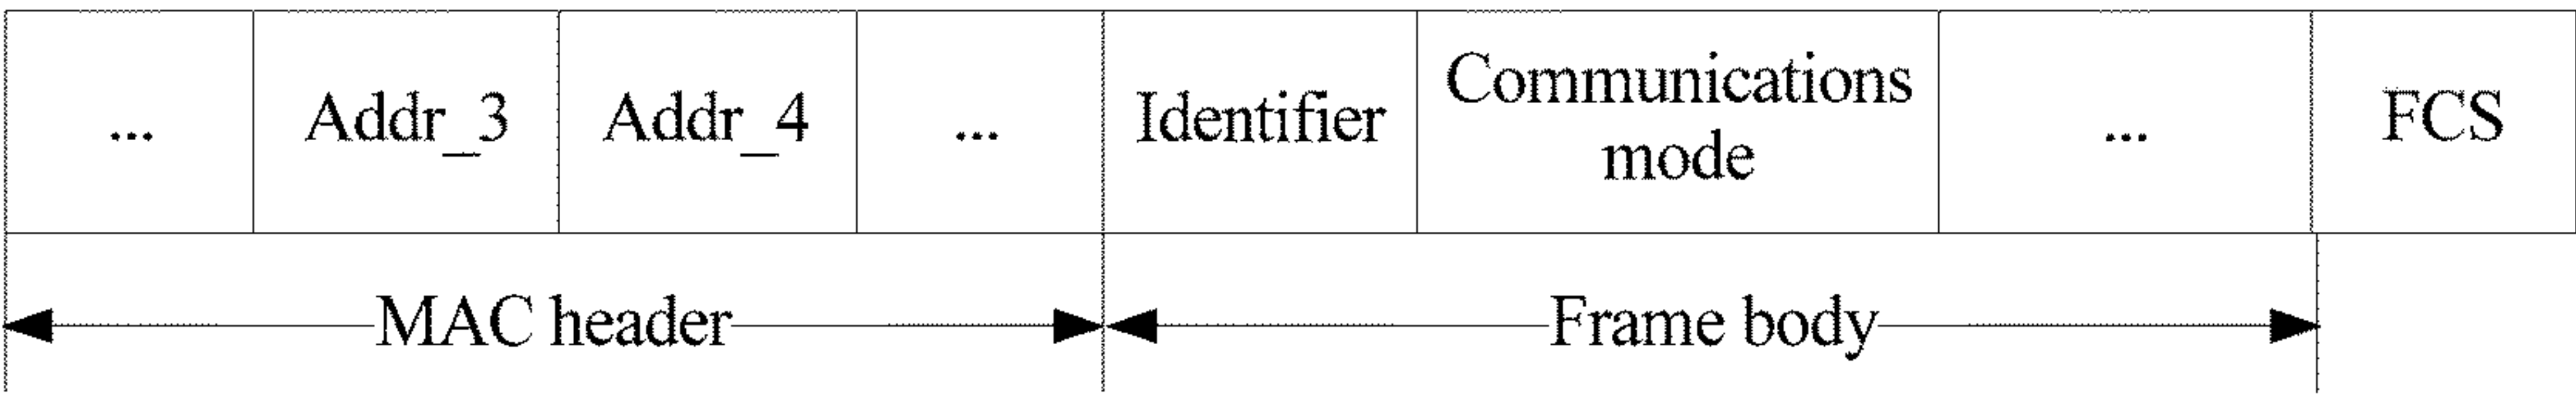 ... Addr_3 Addr_4 ... Identifier Communications mode ... FCS
MAC header Frame body